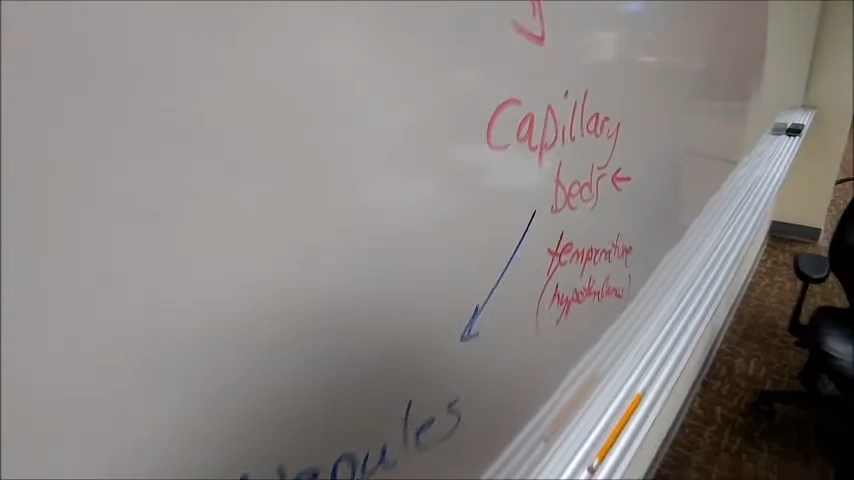 Capillary
beds ←
temperature
(hypothalamus)